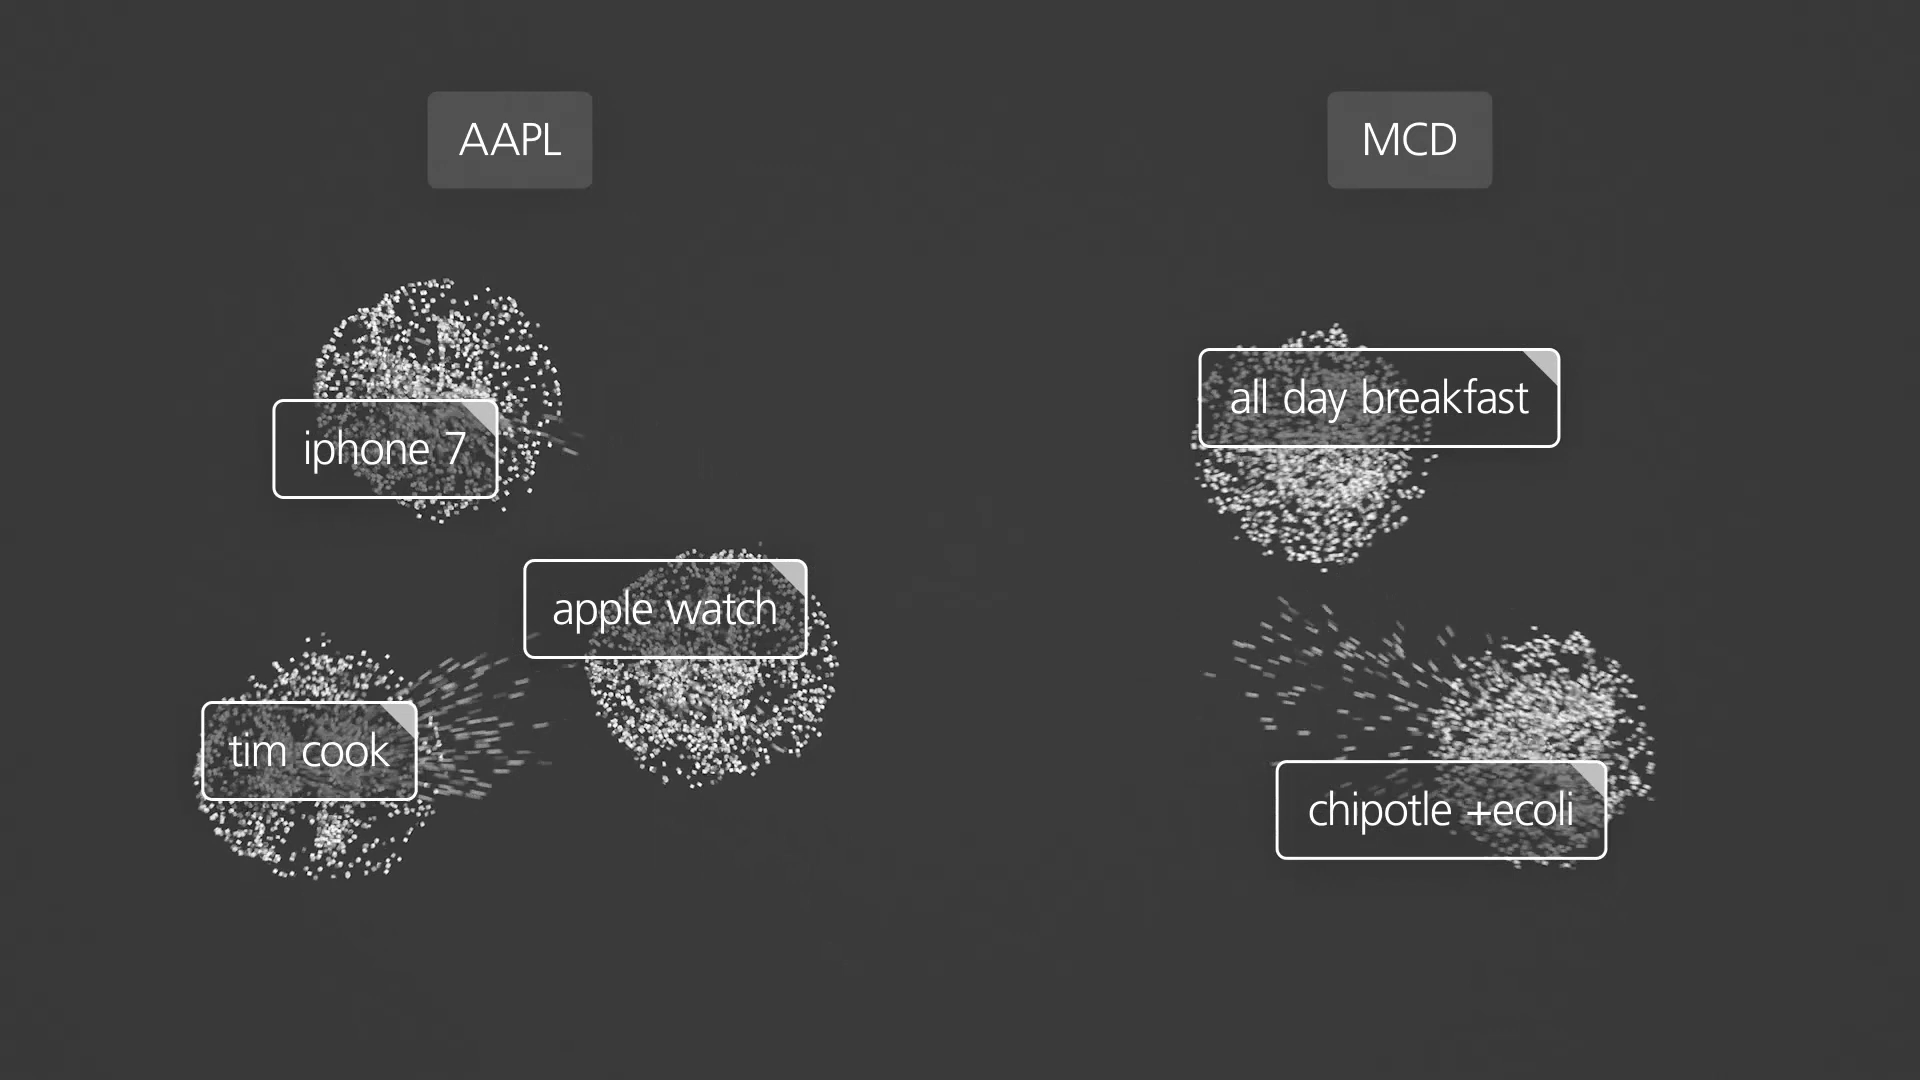 AAPL
MCD
iphone 7
all day breakfast
apple watch
tim cook
chipotle +ecoli